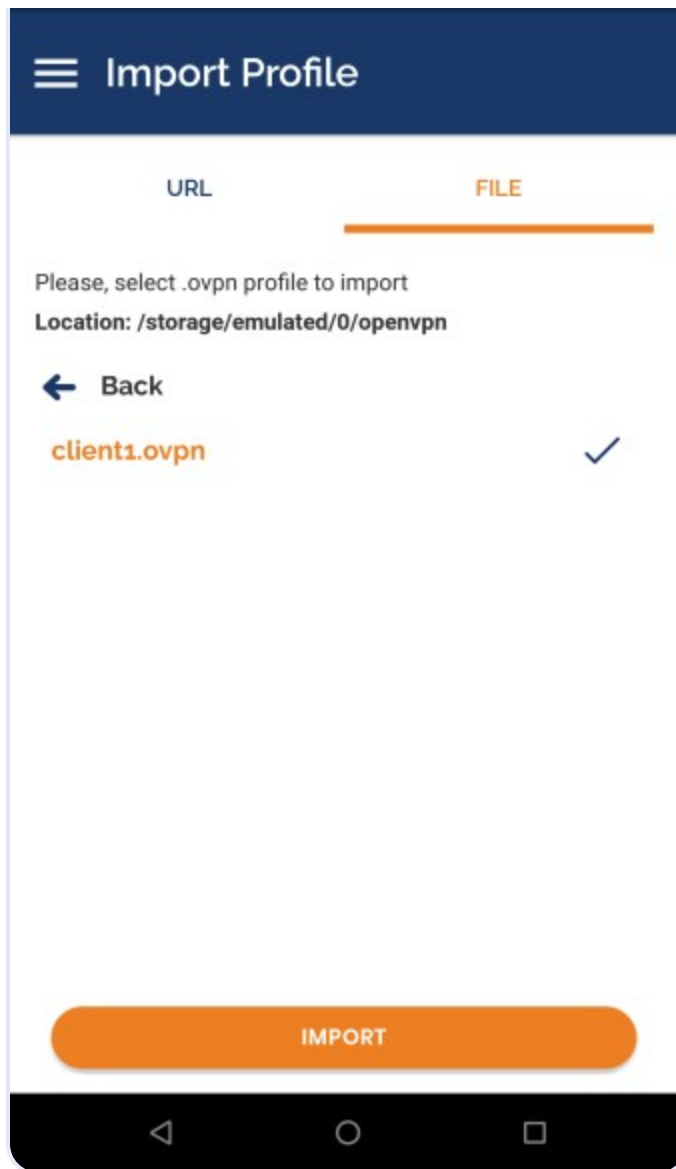 Import Profile
URL
FILE
Please, select .ovpn profile to import
Location: /storage/emulated/0/openvpn
Back
client1.ovpn
IMPORT